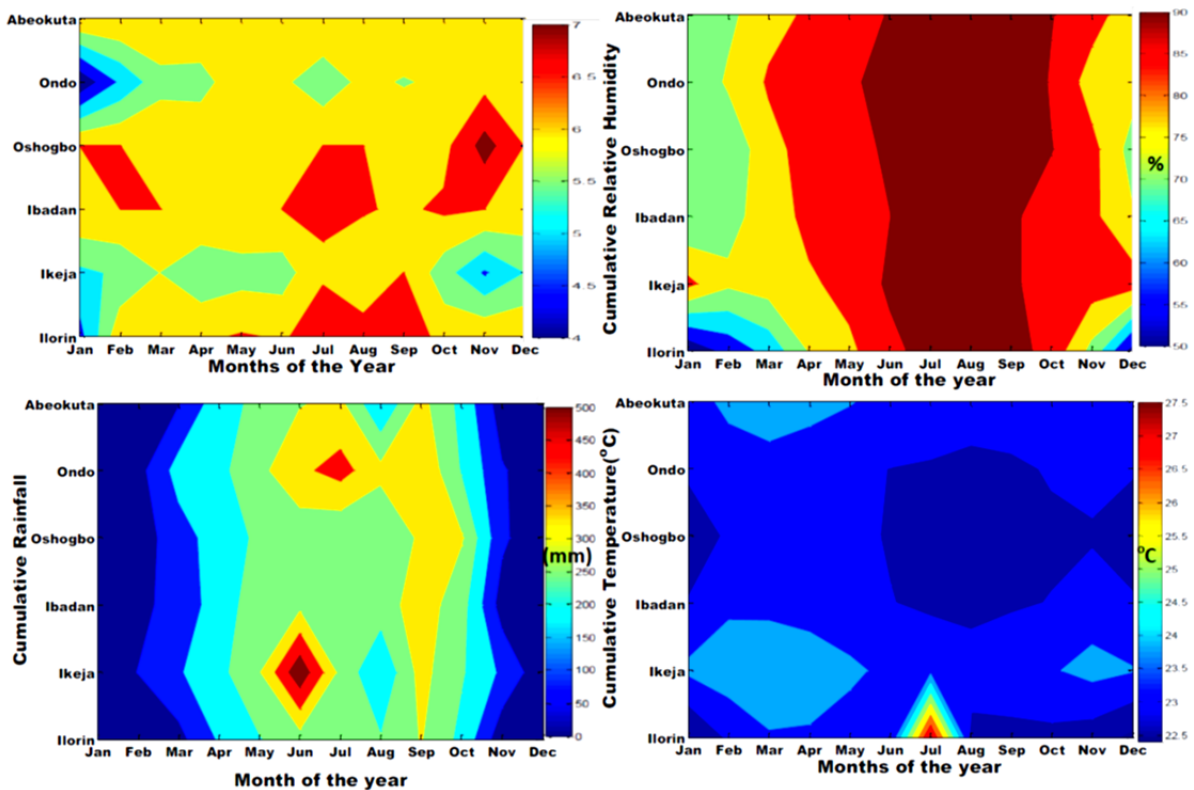 Abeokuta
Ondo
Oshogbo
Ibadan
Ikeja
Ilorin
Jan Feb Mar Apr May Jun Jul Aug Sep Oct Nov Dec
Months of the Year
7
6.5
6
5.5
5
4.5
4
Cumulative Relative Humidity
Abeokuta
Ondo
Oshogbo
Ibadan
Ikeja
Ilorin
Jan Feb Mar Apr May Jun Jul Aug Sep Oct Nov Dec
Month of the year
90
85
80
75
%
70
65
60
55
50
Cumulative Rainfall
Abeokuta
Ondo
Oshogbo
Ibadan
Ikeja
Ilorin
Jan Feb Mar Apr May Jun Jul Aug Sep Oct Nov Dec
Month of the year
500
450
400
350
300
(mm)
250
200
150
100
50
0
Cumulative Temperature(°C)
Abeokuta
Ondo
Oshogbo
Ibadan
Ikeja
Ilorin
Jan Feb Mar Apr May Jun Jul Aug Sep Oct Nov Dec
Months of the year
27.5
27
26.5
26
25.5
°C
25
24.5
24
23.5
23
22.5